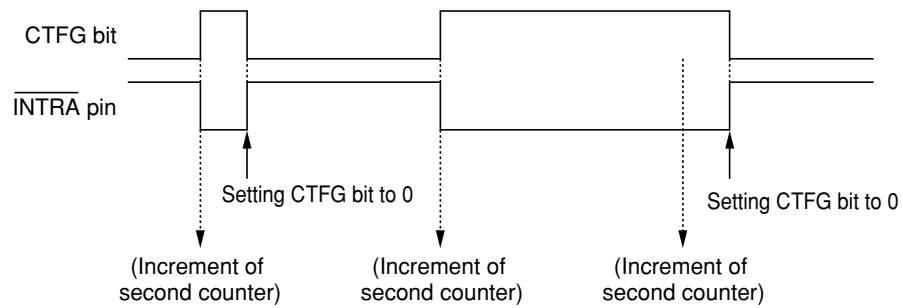 CTFG bit
INTRA pin
Setting CTFG bit to 0
Setting CTFG bit to 0
(Increment of
second counter)
(Increment of
second counter)
(Increment of
second counter)